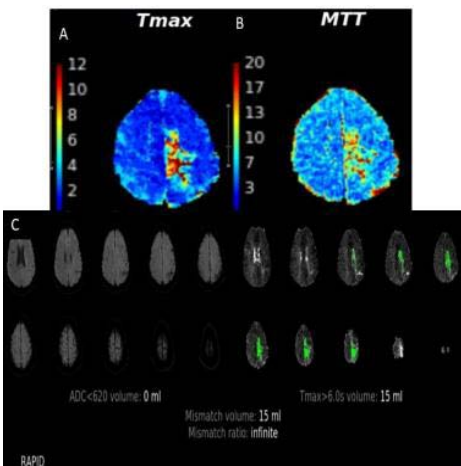 A Tmax B MTT
12
10
8
6
4
2
20
17
13
10
7
3
C
ADC<620 volume: 0 ml Tmax>6.0s volume: 15 ml
Mismatch volume: 15 ml
Mismatch ratio: infinite
RAPID